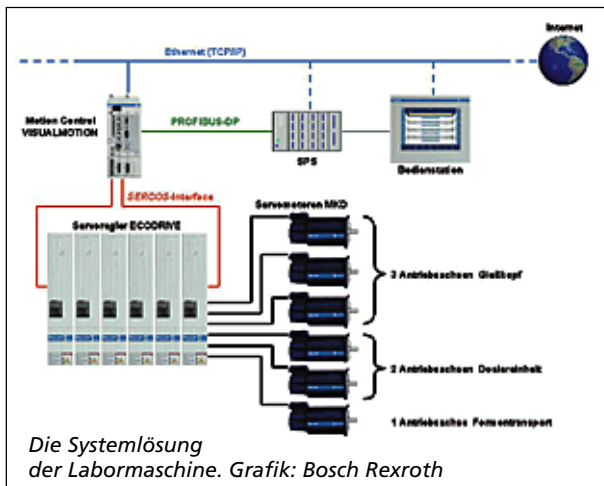 Internet
Ethernet (TCP/IP)
Motion Control
VISUALMOTION
PROFIBUS-DP
SPS
Bedienstation
SERCOS-Interface
Servoregler ECODRIVE
Servomotoren MKD
3 Antriebsachsen Gießkopf
2 Antriebsachsen Dosiereinheit
1 Antriebsachse Formentransport
Die Systemlösung
der Labormaschine. Grafik: Bosch Rexroth